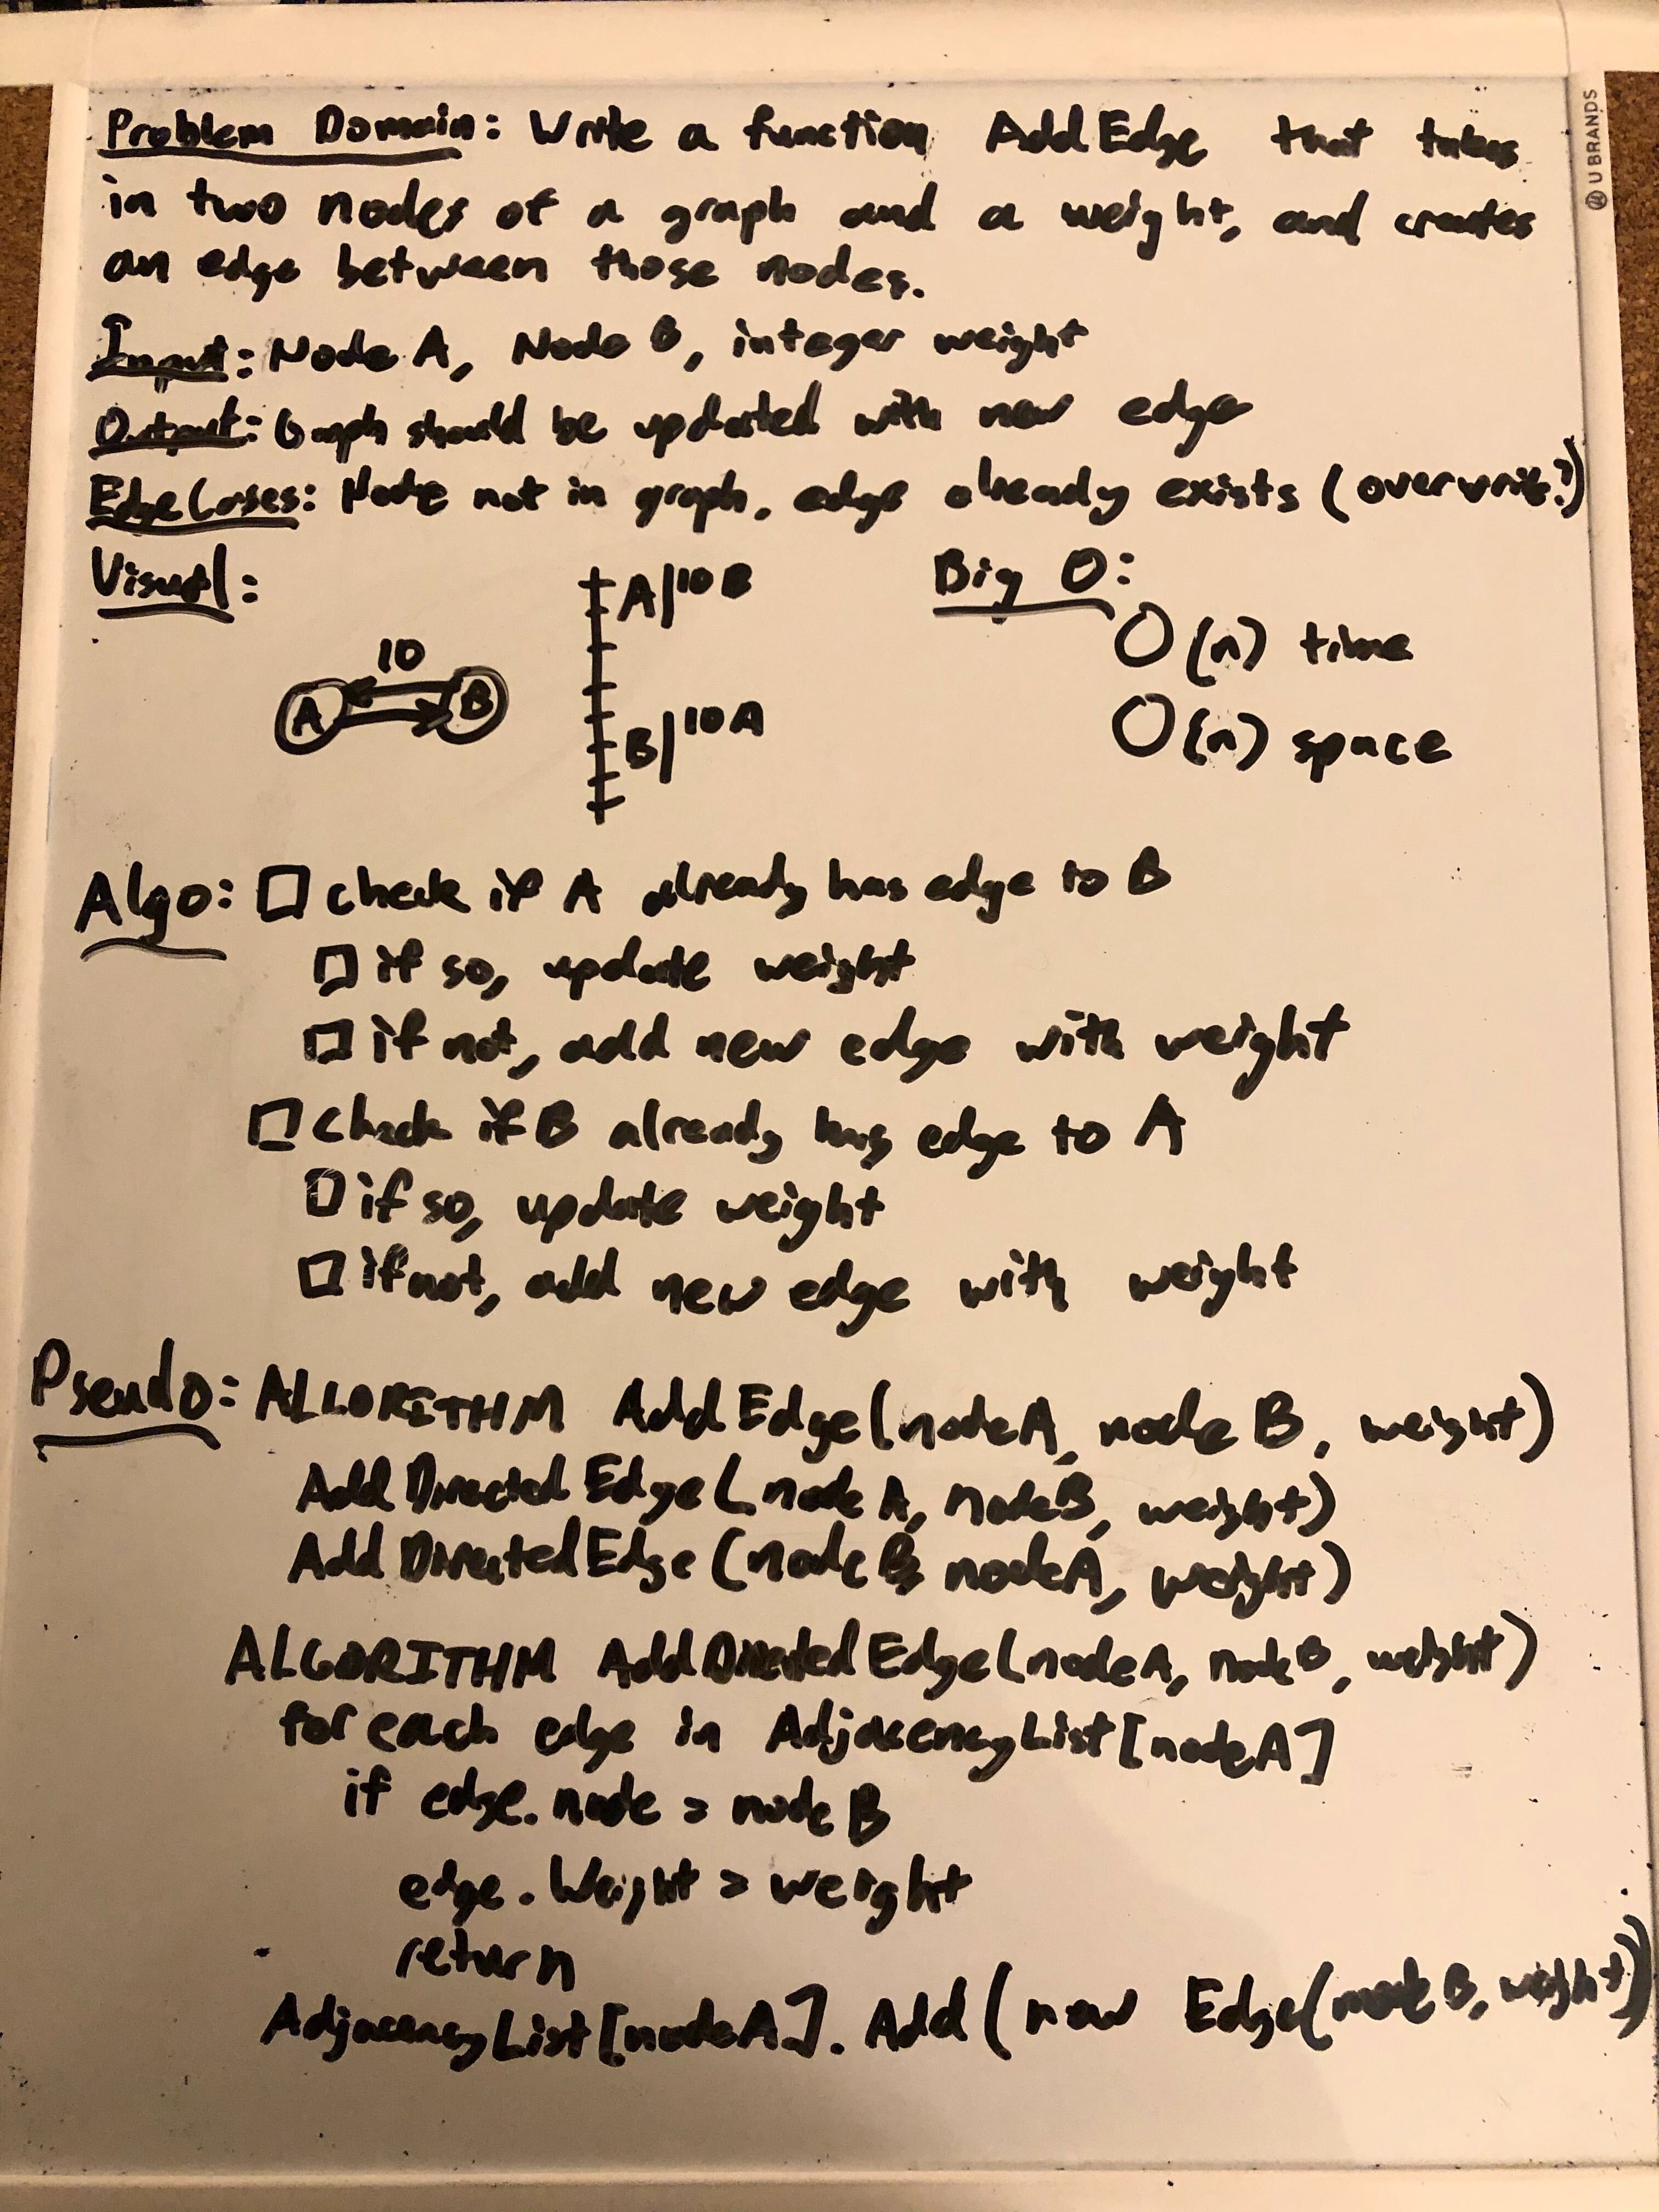 Problem Domain: Write a function AddEdge that takes
in two nodes of a graph and a weight, and creates
an edge between those nodes.
Input: Node A, Node B, integer weight
Output: Graph should be updated with new edge
Edge Cases: Node not in graph, edge already exists (overwrite?)
Visual:
10
A
B
A|10 B
B|10 A
Big O:
O(n) time
O(n) space
Algo: □ check if A already has edge to B
□ if so, update weight
□ if not, add new edge with weight
□ check if B already has edge to A
□ if so, update weight
□ if not, add new edge with weight
Pseudo: ALGORITHM AddEdge(nodeA, nodeB, weight)
AddDirectedEdge(nodeA, nodeB, weight)
AddDirectedEdge(nodeB, nodeA, weight)
ALGORITHM AddDirectedEdge(nodeA, nodeB, weight)
for each edge in AdjacencyList[nodeA]
if edge.node = nodeB
edge.Weight = weight
return
AdjacencyList[nodeA].Add(new Edge(nodeB, weight))
U BRANDS